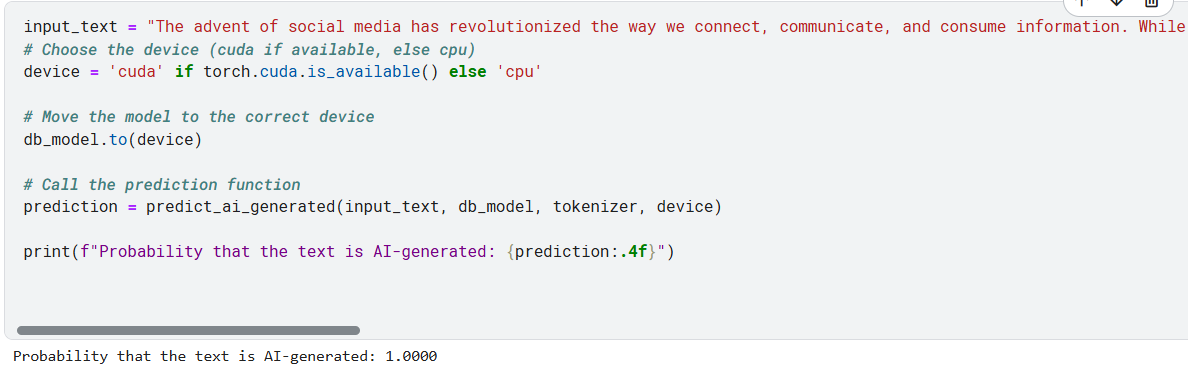 input_text = "The advent of social media has revolutionized the way we connect, communicate, and consume information. While
# Choose the device (cuda if available, else cpu)
device = 'cuda' if torch.cuda.is_available() else 'cpu'
# Move the model to the correct device
db_model.to(device)
# Call the prediction function
prediction = predict_ai_generated(input_text, db_model, tokenizer, device)
print(f"Probability that the text is AI-generated: {prediction:.4f}")
Probability that the text is AI-generated: 1.0000